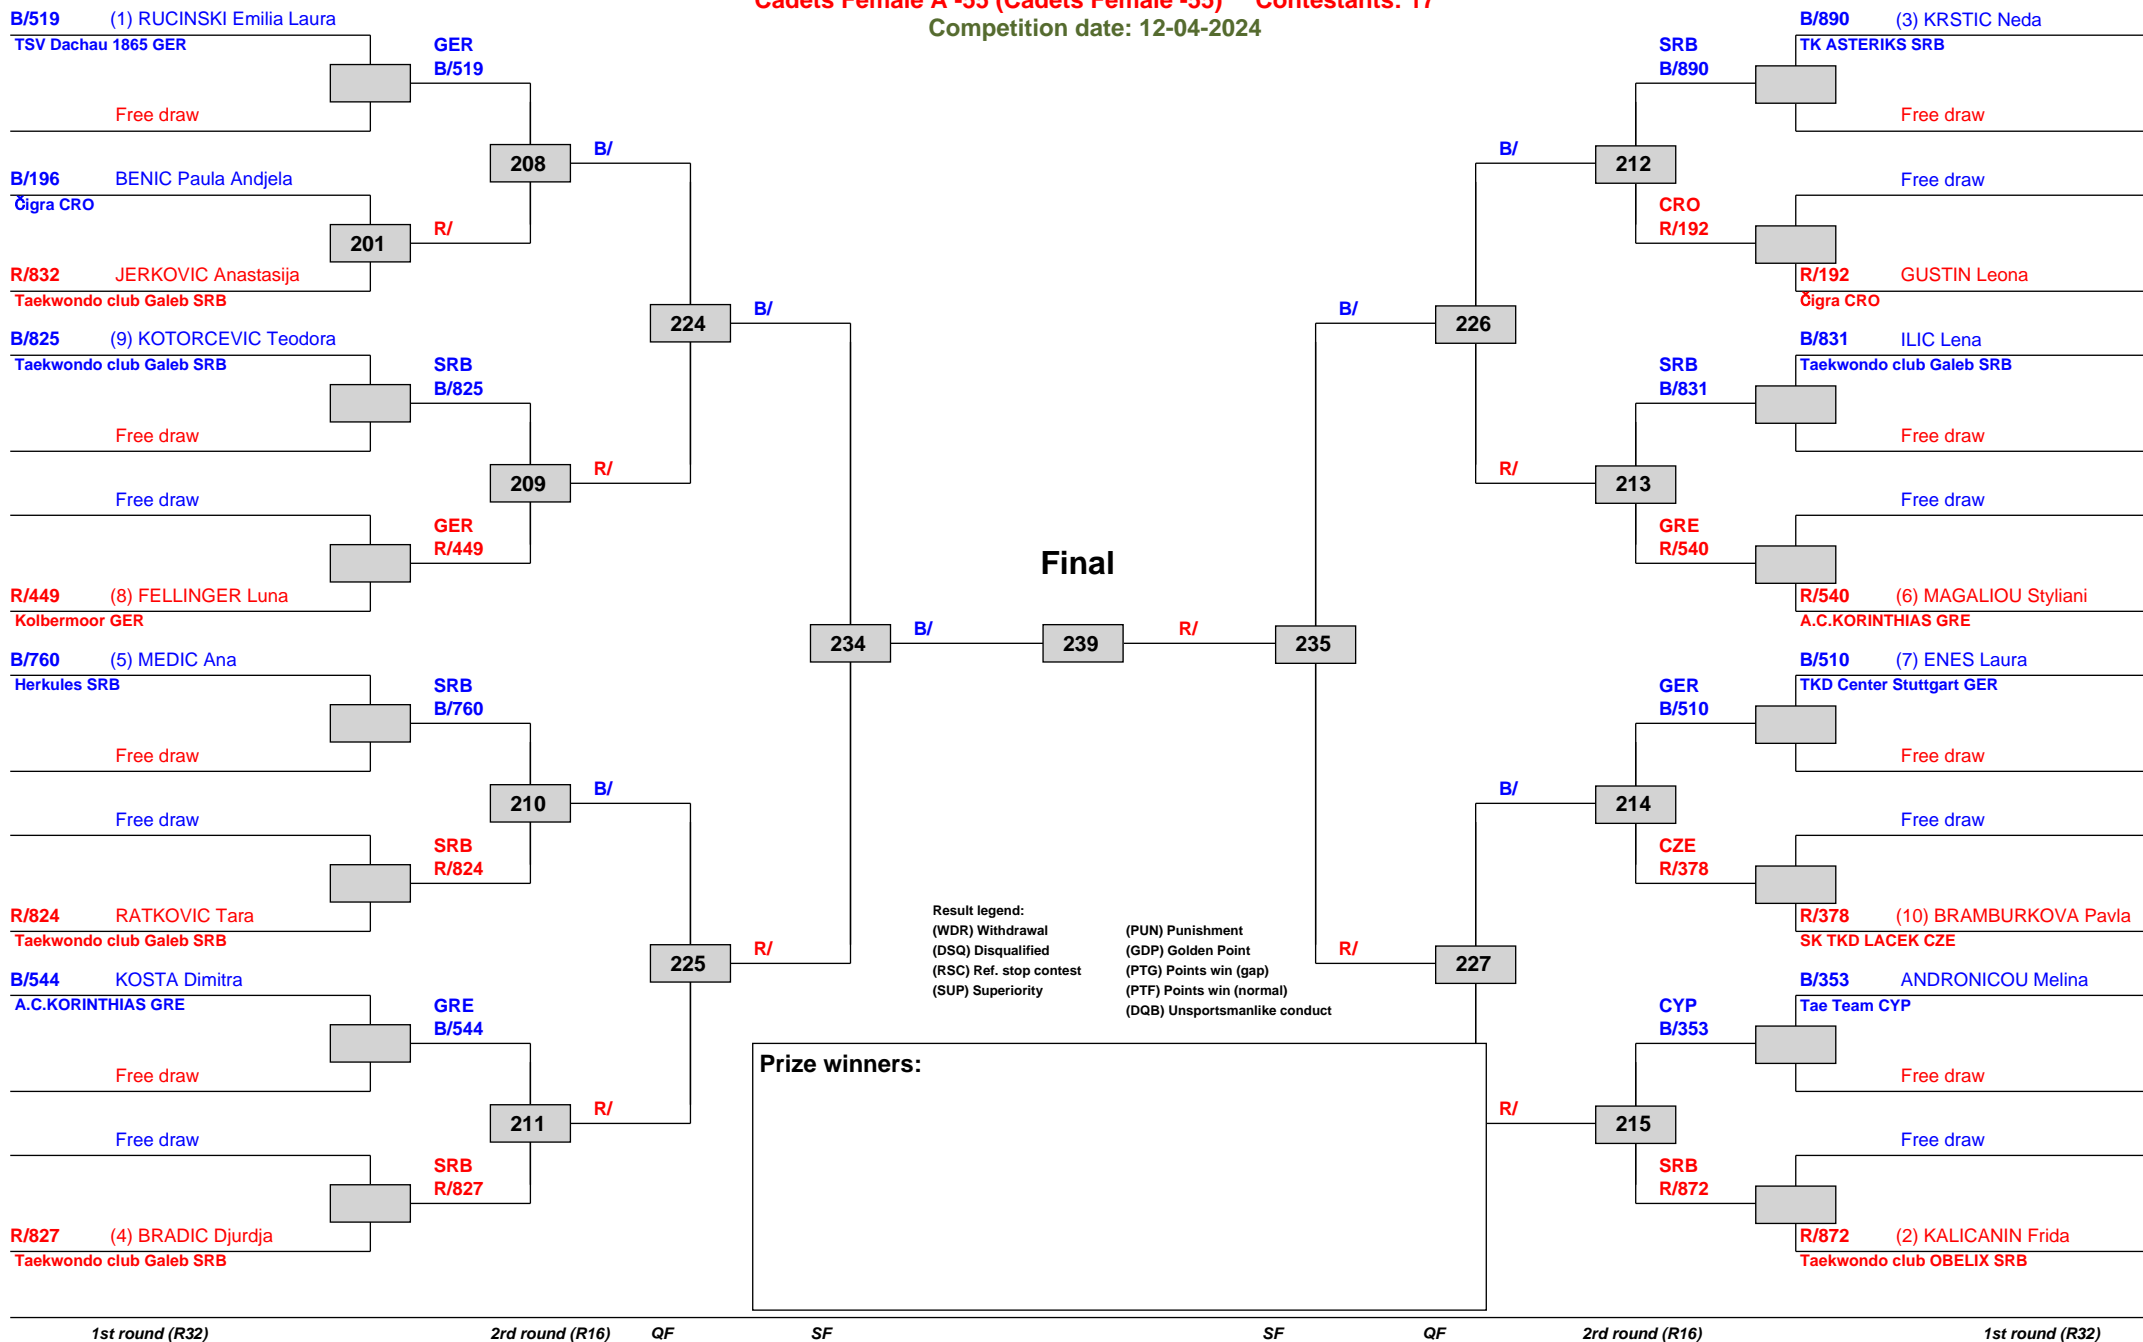 Cadets Female A -55 (Cadets Female -55) Contestants: 17
Competition date: 12-04-2024
B/519 (1) RUCINSKI Emilia Laura
TSV Dachau 1865 GER
Free draw
GER
B/519
B/196 BENIC Paula Andjela
Čigra CRO
201
R/832 JERKOVIC Anastasija
Taekwondo club Galeb SRB
R/
208
B/
B/825 (9) KOTORCEVIC Teodora
Taekwondo club Galeb SRB
SRB
B/825
Free draw
Free draw
GER
R/449
R/449 (8) FELLINGER Luna
Kolbermoor GER
209
R/
224
B/
B/760 (5) MEDIC Ana
Herkules SRB
SRB
B/760
Free draw
Free draw
SRB
R/824
R/824 RATKOVIC Tara
Taekwondo club Galeb SRB
210
B/
B/544 KOSTA Dimitra
A.C.KORINTHIAS GRE
GRE
B/544
Free draw
Free draw
SRB
R/827
R/827 (4) BRADIC Djurdja
Taekwondo club Galeb SRB
211
R/
225
R/
234
B/
Final
239
R/
235
B/
226
B/
212
SRB
B/890
B/890 (3) KRSTIC Neda
TK ASTERIKS SRB
Free draw
Free draw
CRO
R/192
R/192 GUSTIN Leona
Čigra CRO
R/
213
SRB
B/831
B/831 ILIC Lena
Taekwondo club Galeb SRB
Free draw
Free draw
GRE
R/540
R/540 (6) MAGALIOU Styliani
A.C.KORINTHIAS GRE
R/
227
B/
214
GER
B/510
B/510 (7) ENES Laura
TKD Center Stuttgart GER
Free draw
Free draw
CZE
R/378
R/378 (10) BRAMBURKOVA Pavla
SK TKD LACEK CZE
R/
215
CYP
B/353
B/353 ANDRONICOU Melina
Tae Team CYP
Free draw
Free draw
SRB
R/872
R/872 (2) KALICANIN Frida
Taekwondo club OBELIX SRB
Result legend:
(WDR) Withdrawal
(DSQ) Disqualified
(RSC) Ref. stop contest
(SUP) Superiority
(PUN) Punishment
(GDP) Golden Point
(PTG) Points win (gap)
(PTF) Points win (normal)
(DQB) Unsportsmanlike conduct
Prize winners:
1st round (R32) 2rd round (R16) QF SF SF QF 2rd round (R16) 1st round (R32)